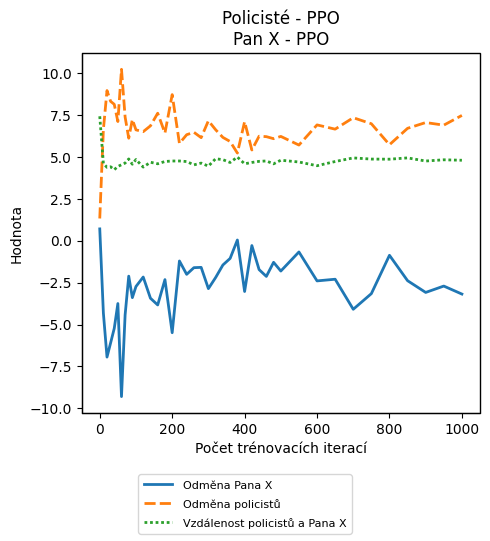 Policisté - PPO
Pan X - PPO
10.0
7.5
5.0
2.5
0.0
−2.5
−5.0
−7.5
−10.0
Hodnota
0 200 400 600 800 1000
Počet trénovacích iterací
Odměna Pana X
Odměna policistů
Vzdálenost policistů a Pana X